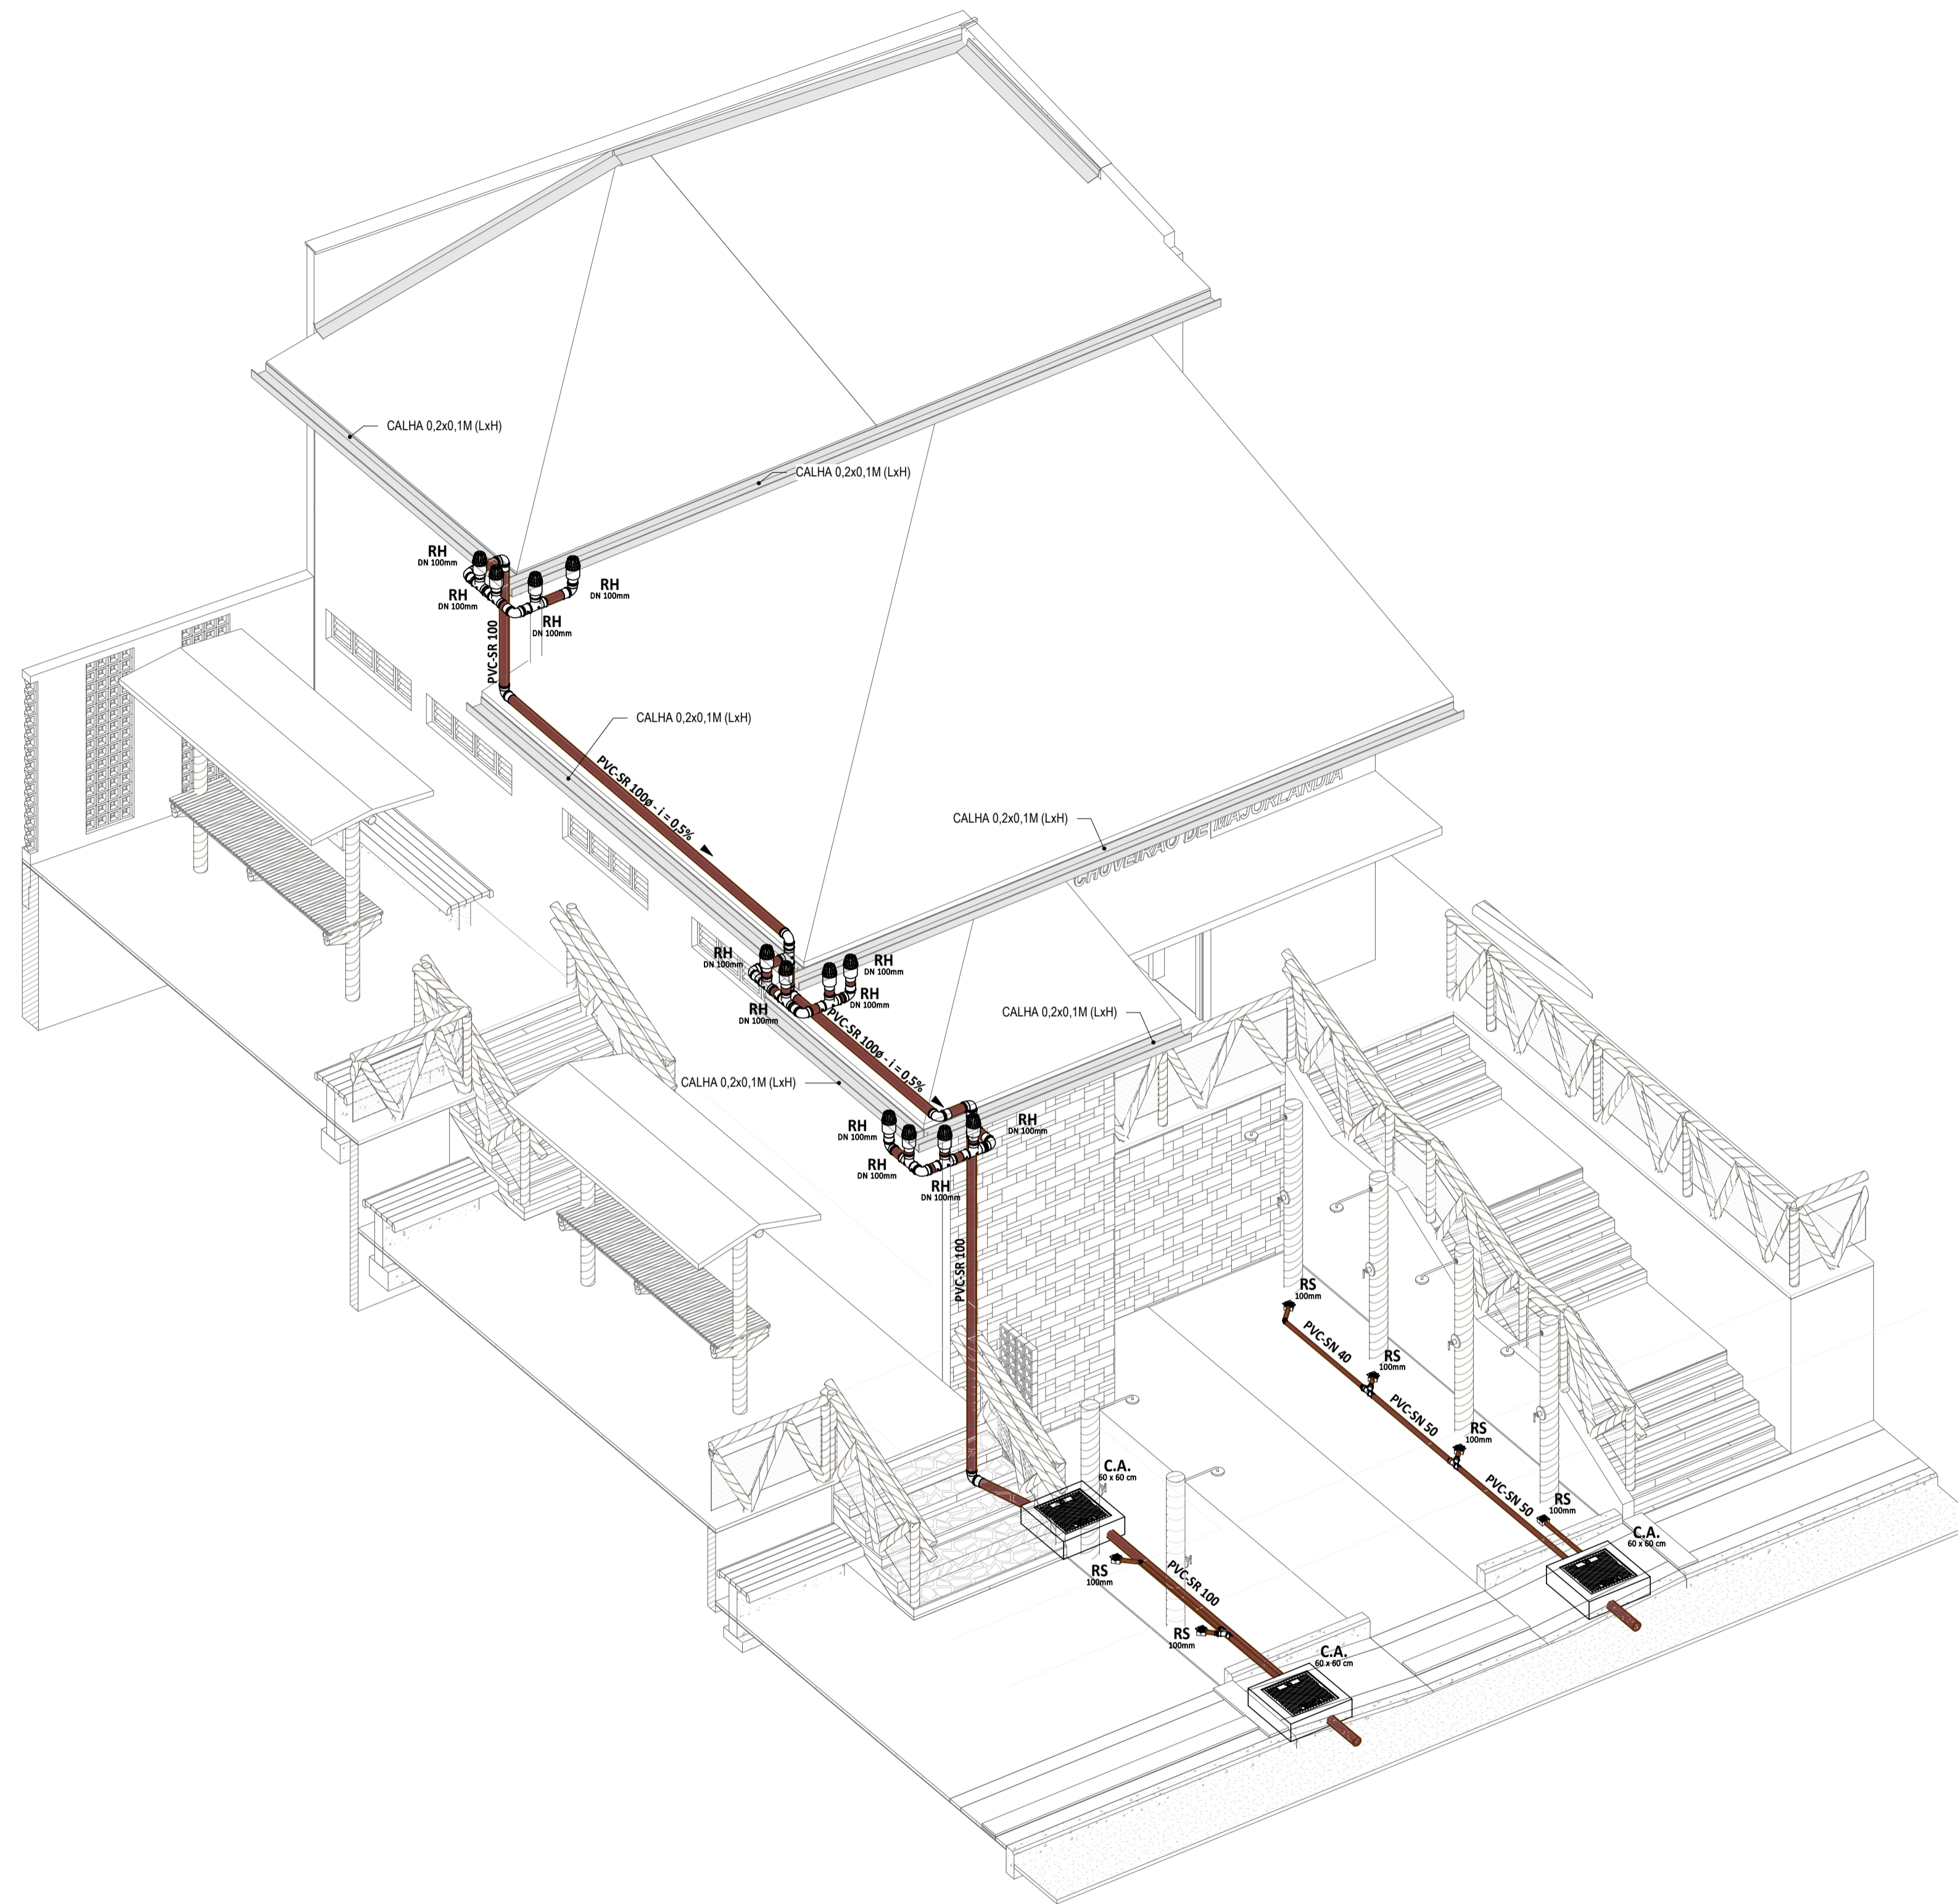 CALHA 0,2x0,1M (LxH)
CALHA 0,2x0,1M (LxH)
RH
DN 100mm
RH
DN 100mm
RH
DN 100mm
RH
DN 100mm
PVC-SR 100
CALHA 0,2x0,1M (LxH)
PVC-SR 100ø - i = 0,5%
CALHA 0,2x0,1M (LxH)
CHUVEIRÃO DE MAJORLANDIA
RH
DN 100mm
RH
DN 100mm
RH
DN 100mm
RH
DN 100mm
CALHA 0,2x0,1M (LxH)
PVC-SR 100ø - i = 0,5%
CALHA 0,2x0,1M (LxH)
RH
DN 100mm
RH
DN 100mm
RH
DN 100mm
RH
DN 100mm
PVC-SR 100
RS
100mm
PVC-SN 40
RS
100mm
PVC-SN 50
RS
100mm
PVC-SN 50
RS
100mm
C.A.
60 x 60 cm
C.A.
60 x 60 cm
RS
100mm
PVC-SR 100
RS
100mm
C.A.
60 x 60 cm